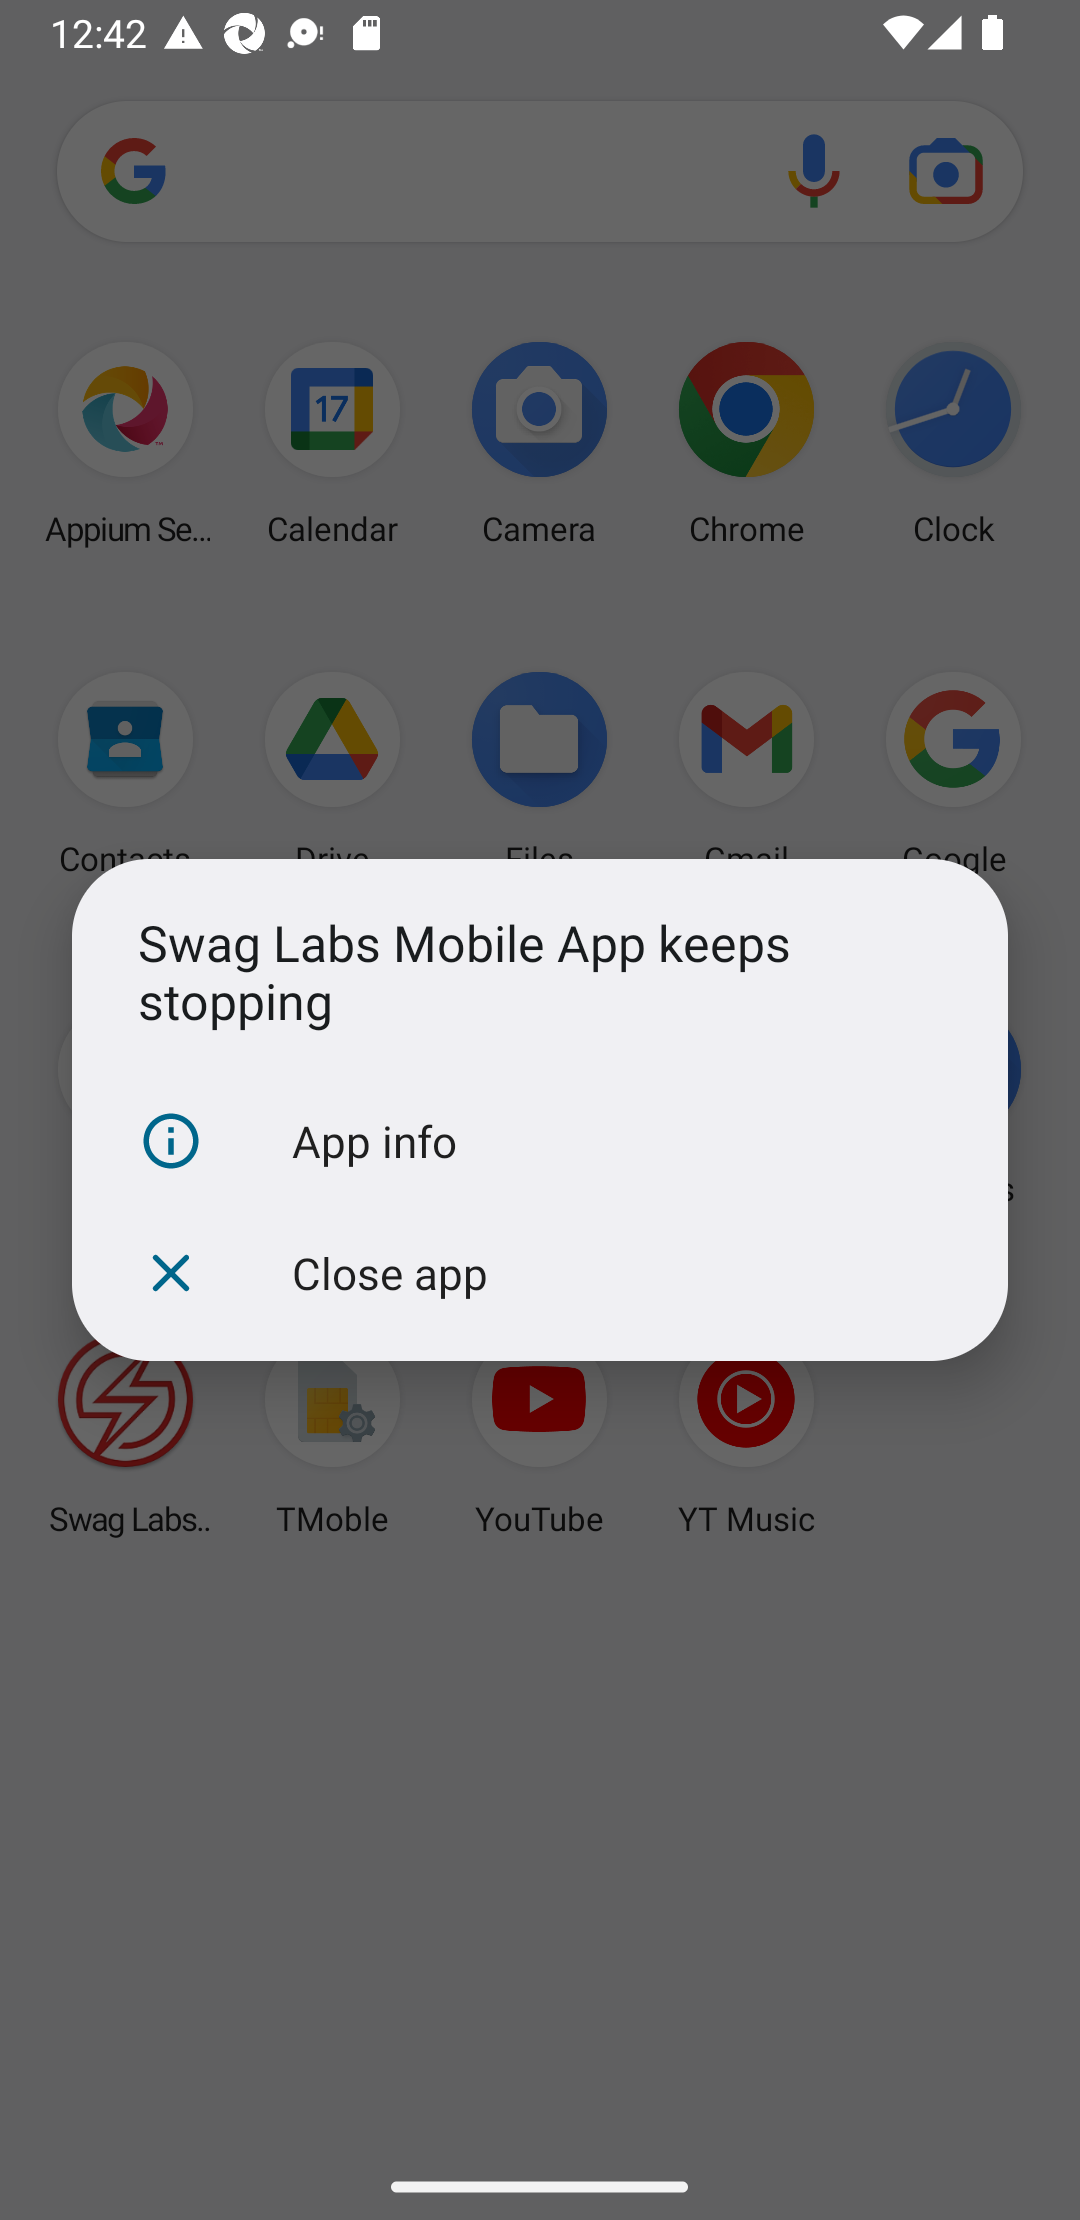 12:42
17
Appium Se...
Calendar
Camera
Chrome
Clock
Contacts
Drive
Files
Gmail
Google
Swag Labs Mobile App keeps
stopping
App info
s
Close app
Swag Labs..
TMoble
YouTube
YT Music